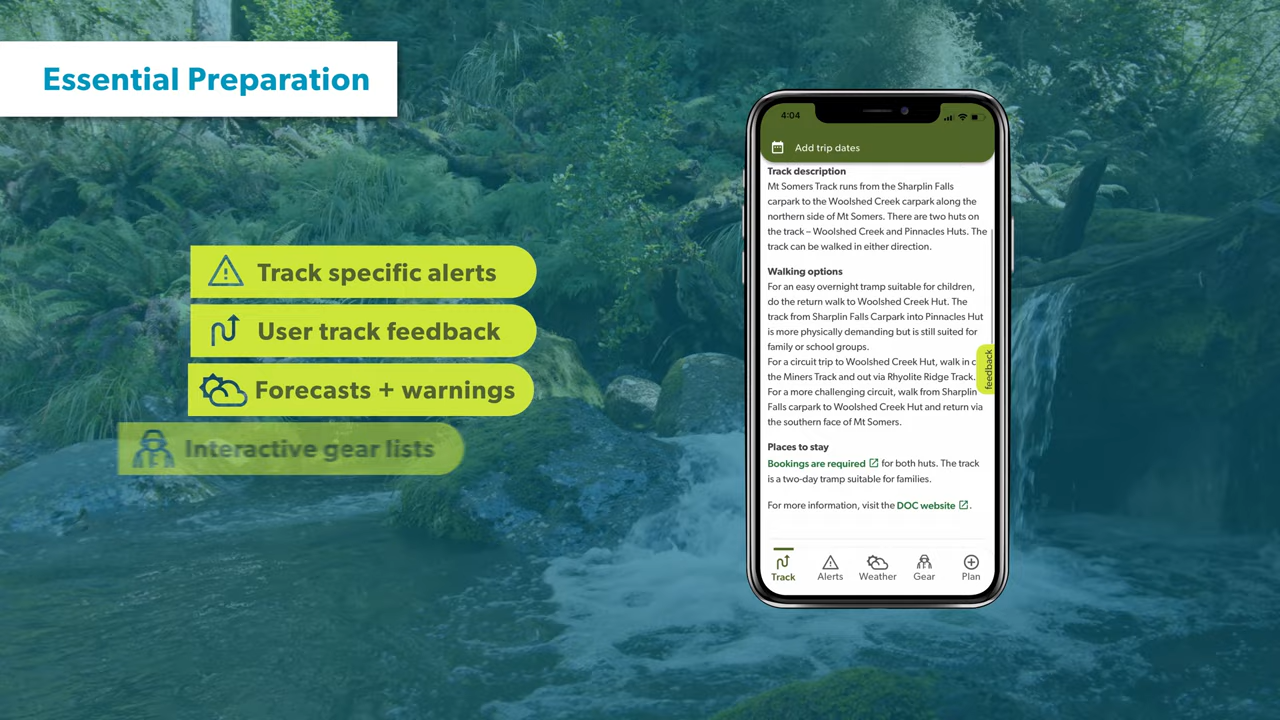 Essential Preparation
Track specific alerts
User track feedback
Forecasts + warnings
Interactive gear lists
4:04
Add trip dates
Track description
Mt Somers Track runs from the Sharplin Falls
carpark to the Woolshed Creek carpark along the
northern side of Mt Somers. There are two huts on
the track – Woolshed Creek and Pinnacles Huts. The
track can be walked in either direction.
Walking options
For an easy overnight tramp suitable for children,
do the return walk to Woolshed Creek Hut. The
track from Sharplin Falls Carpark into Pinnacles Hut
is more physically demanding but is still suited for
family or school groups.
For a circuit trip to Woolshed Creek Hut, walk in
the Miners Track and out via Rhyolite Ridge Track.
For a more challenging circuit, walk from Sharplin
Falls carpark to Woolshed Creek Hut and return via
the southern face of Mt Somers.
feedback
Places to stay
Bookings are required for both huts. The track
is a two-day tramp suitable for families.
For more information, visit the DOC website.
Track Alerts Weather Gear Plan